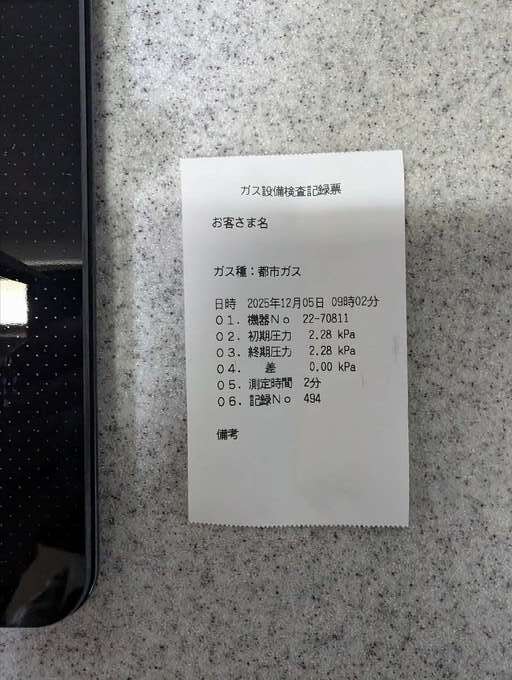 ガス設備検査記録票
お客さま名
ガス種：都市ガス
日時 2025年12月05日 09時02分
01．機器No 22-70811
02．初期圧力 2.28 kPa
03．終期圧力 2.28 kPa
04． 差 0.00 kPa
05．測定時間 2分
06．記録No 494
備考